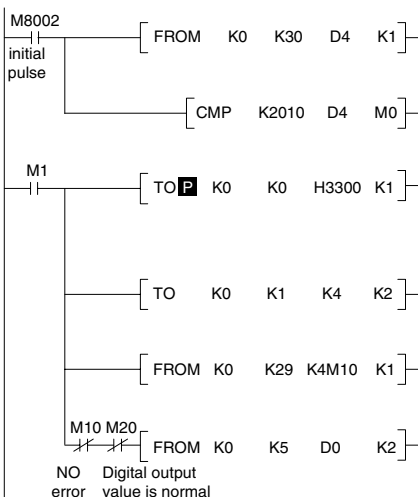 M8002
FROM K0 K30 D4 K1
initial
pulse
CMP K2010 D4 M0
M1
TO P K0 K0 H3300 K1
TO K0 K1 K4 K2
FROM K0 K29 K4M10 K1
M10 M20
FROM K0 K5 D0 K2
NO Digital output
error value is normal